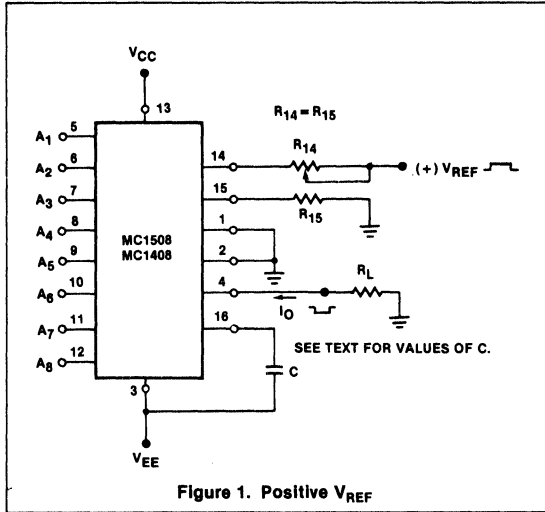 VCC
13
R14 = R15
A1 5
A2 6
A3 7
A4 8
A5 9
A6 10
A7 11
A8 12
MC1508
MC1408
14
R14
(+) VREF
15
R15
1
2
4
IO
RL
16
SEE TEXT FOR VALUES OF C.
C
3
VEE
Figure 1. Positive VREF